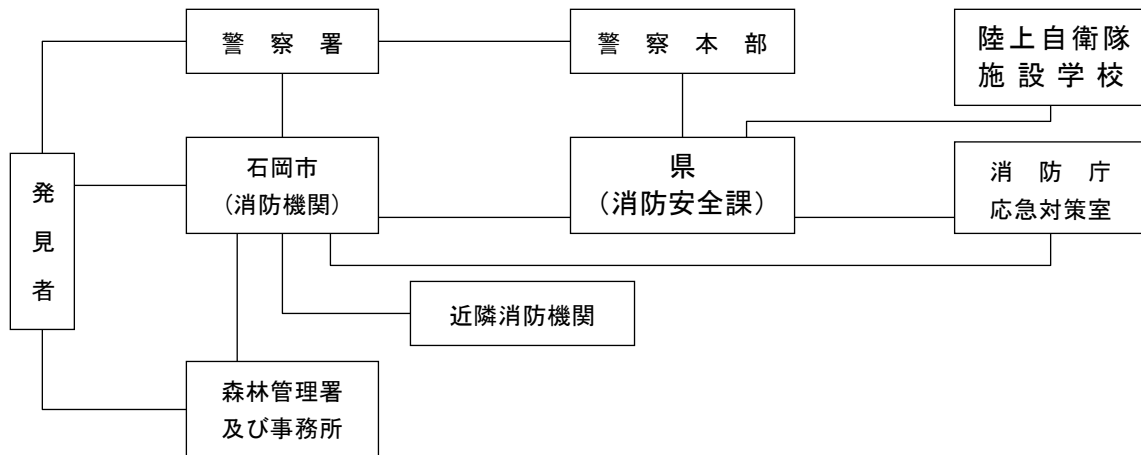 警察署
警察本部
陸上自衛隊
施設学校
発見者
石岡市
(消防機関)
県
(消防安全課)
消防庁
応急対策室
近隣消防機関
森林管理署
及び事務所